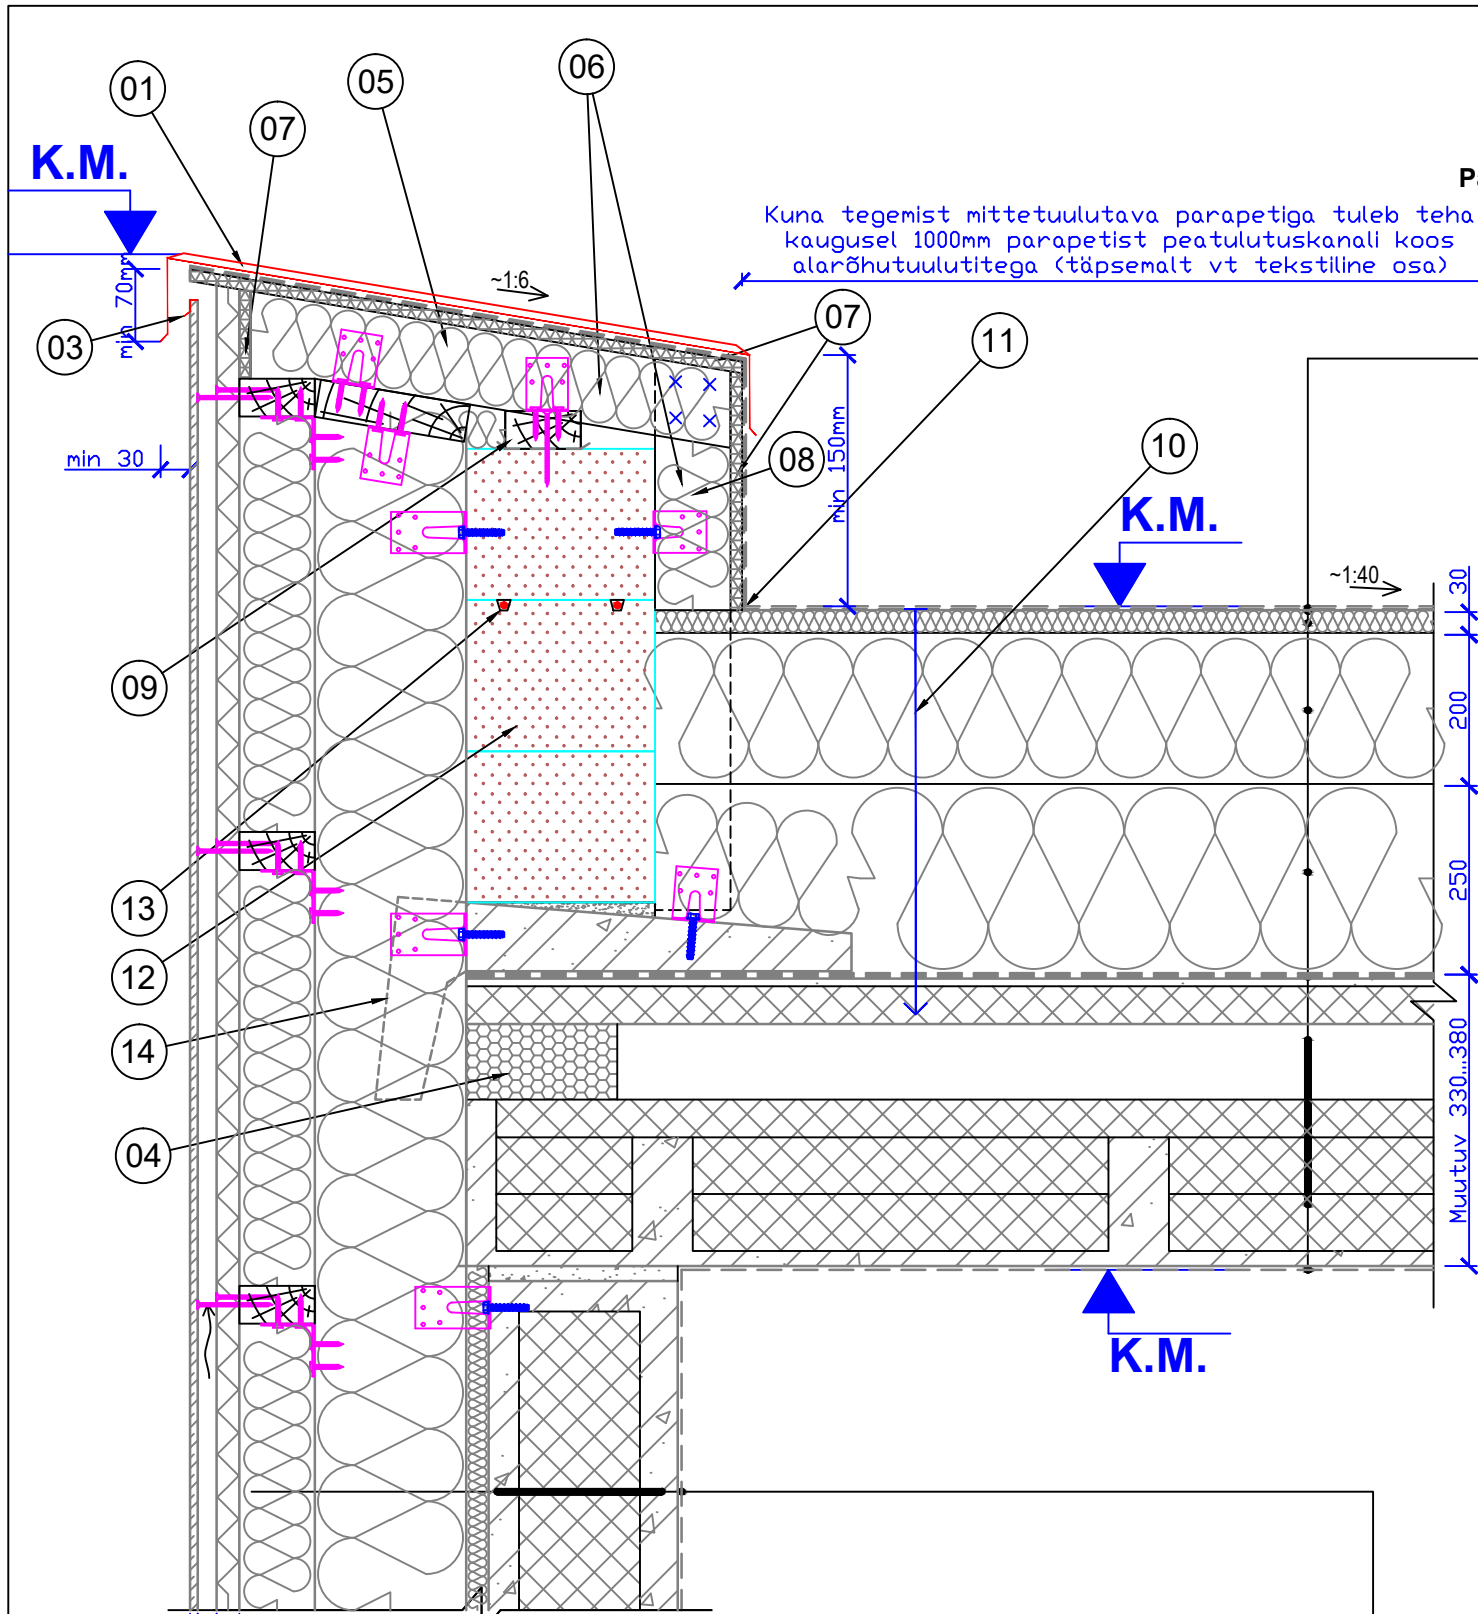 01
05
06
07
K.M.
Pa
Kuna tegemist mittetuulutava parapetiga tuleb teha
kaugusel 1000mm parapetist peatulutuskanali koos
alarõhutuulutitega (täpsemalt vt tekstiline osa)
~1:6
min 70mm
03
07
11
min 150mm
min 30
08
10
K.M.
~1:40
30
09
200
13
250
12
14
Muutuv 330...380
04
K.M.